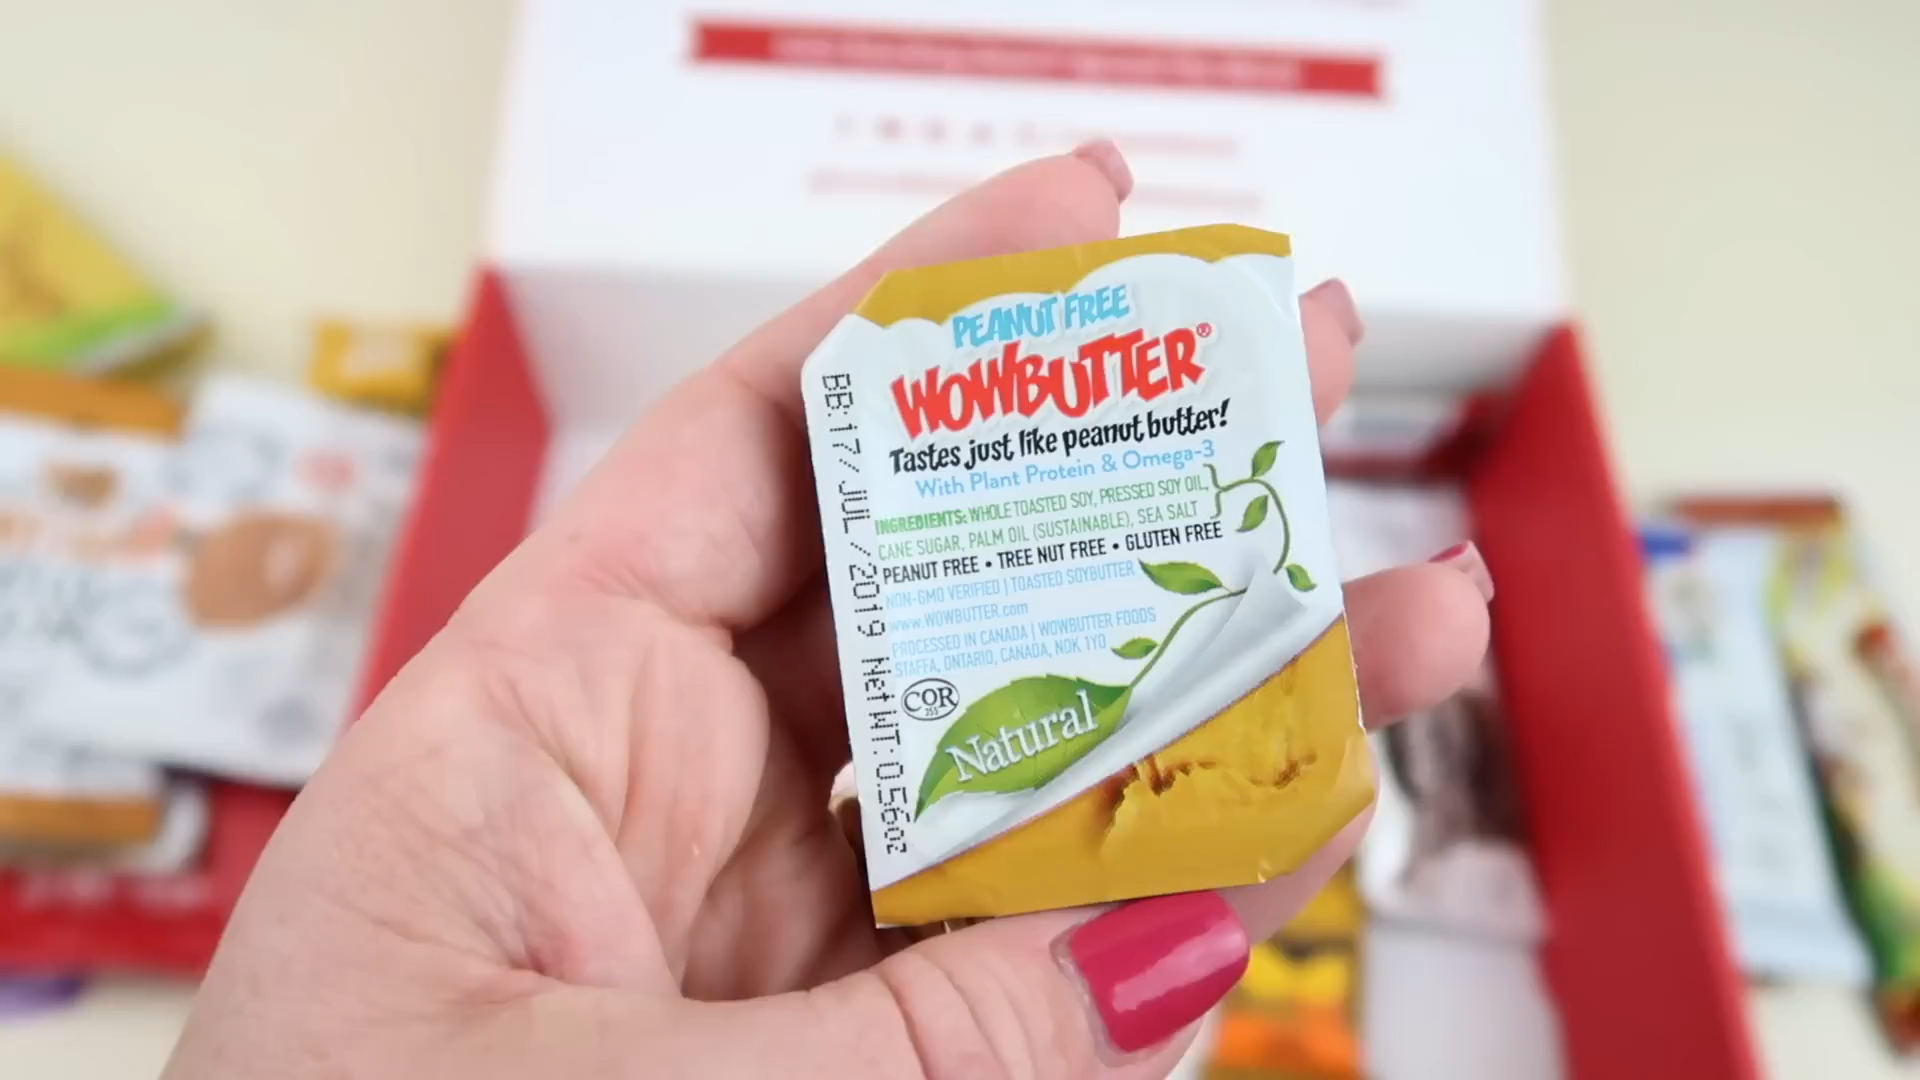 PEANUT FREE
WOWBUTTER®
Tastes just like peanut butter!
With Plant Protein & Omega-3
INGREDIENTS: WHOLE TOASTED SOY, PRESSED SOY OIL,
CANE SUGAR, PALM OIL (SUSTAINABLE), SEA SALT
PEANUT FREE • TREE NUT FREE • GLUTEN FREE
NON-GMO VERIFIED | TOASTED SOYBUTTER
www.WOWBUTTER.com
PROCESSED IN CANADA | WOWBUTTER FOODS
STAFFA, ONTARIO, CANADA, N0K 1Y0
COR
355
Natural
BB:17/JUL/2019 Net WT:0.56oz